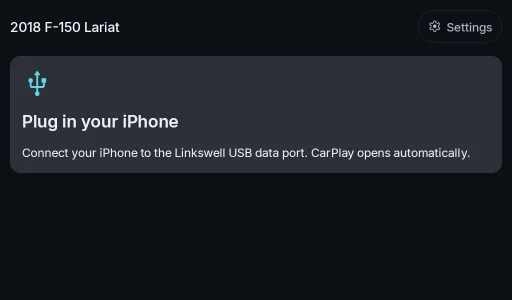 2018 F-150 Lariat
Settings
Plug in your iPhone
Connect your iPhone to the Linkswell USB data port. CarPlay opens automatically.